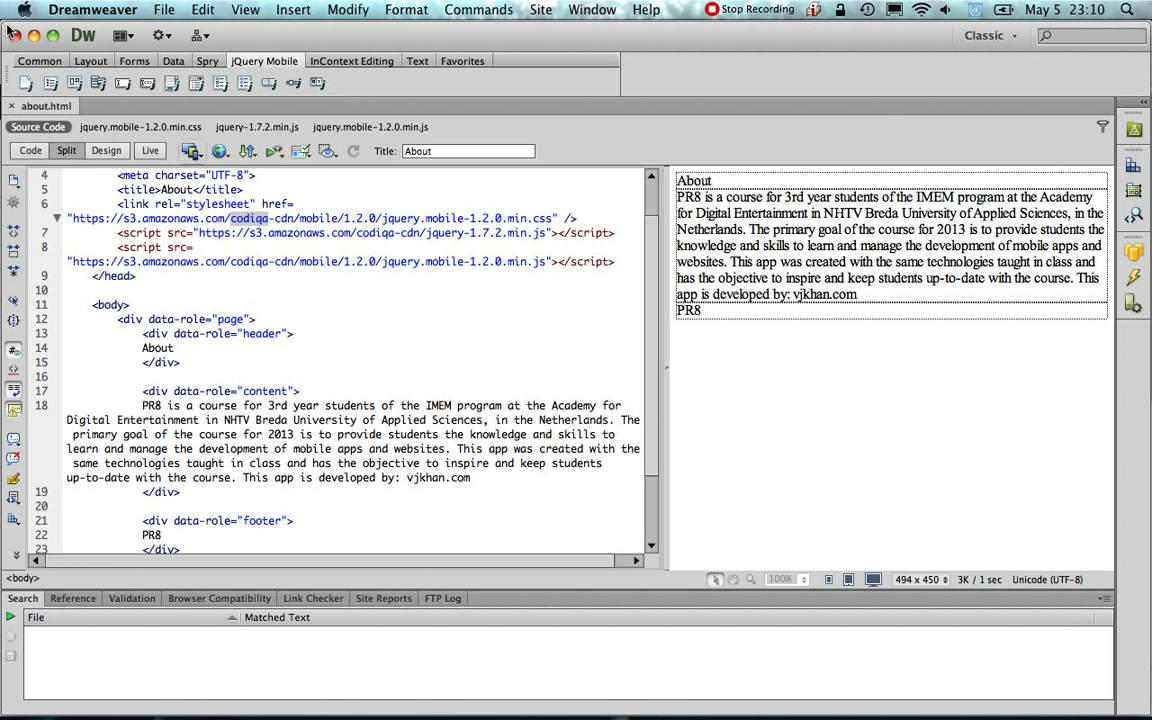 Dreamweaver File Edit View Insert Modify Format Commands Site Window Help Stop Recording May 5 23:10
Dw Classic
Common Layout Forms Data Spry jQuery Mobile InContext Editing Text Favorites
about.html
Source Code jquery.mobile-1.2.0.min.css jquery-1.7.2.min.js jquery.mobile-1.2.0.min.js
Code Split Design Live Title: About
4 <meta charset="UTF-8">
5 <title>About</title>
6 <link rel="stylesheet" href=
"https://s3.amazonaws.com/codiqa-cdn/mobile/1.2.0/jquery.mobile-1.2.0.min.css" />
7 <script src="https://s3.amazonaws.com/codiqa-cdn/jquery-1.7.2.min.js"></script>
8 <script src=
"https://s3.amazonaws.com/codiqa-cdn/mobile/1.2.0/jquery.mobile-1.2.0.min.js"></script>
9 </head>
10
11 <body>
12 <div data-role="page">
13 <div data-role="header">
14 About
15 </div>
16
17 <div data-role="content">
18 PR8 is a course for 3rd year students of the IMEM program at the Academy for
Digital Entertainment in NHTV Breda University of Applied Sciences, in the Netherlands. The
primary goal of the course for 2013 is to provide students the knowledge and skills to
learn and manage the development of mobile apps and websites. This app was created with the
same technologies taught in class and has the objective to inspire and keep students
up-to-date with the course. This app is developed by: vjkhan.com
19 </div>
20
21 <div data-role="footer">
22 PR8
23 </div>
About
PR8 is a course for 3rd year students of the IMEM program at the Academy
for Digital Entertainment in NHTV Breda University of Applied Sciences, in the
Netherlands. The primary goal of the course for 2013 is to provide students the
knowledge and skills to learn and manage the development of mobile apps and
websites. This app was created with the same technologies taught in class and
has the objective to inspire and keep students up-to-date with the course. This
app is developed by: vjkhan.com
PR8
<body> 100% 494 x 450 3K / 1 sec Unicode (UTF-8)
Search Reference Validation Browser Compatibility Link Checker Site Reports FTP Log
File Matched Text